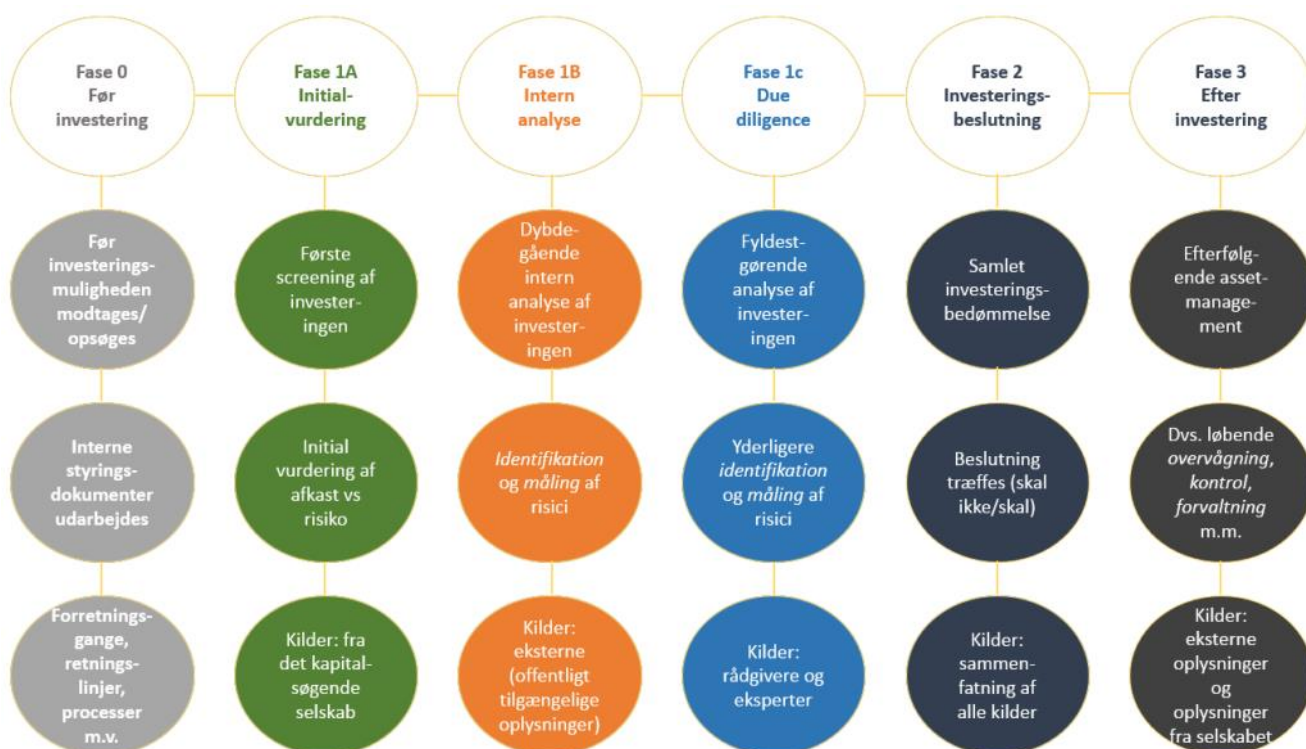 Fase 0
Før
investering
Fase 1A
Initial-
vurdering
Fase 1B
Intern
analyse
Fase 1c
Due
diligence
Fase 2
Investerings-
beslutning
Fase 3
Efter
investering
Før
investerings-
muligheden
modtages/
opsøges
Første
screening af
invester-
ingen
Dybde-
gående
intern
analyse af
invester-
ingen
Fyldest-
gørende
analyse af
invester-
ingen
Samlet
investerings-
bedømmelse
Efterfølg-
ende asset-
manage-
ment
Interne
styrings-
dokumenter
udarbejdes
Initial
vurdering af
afkast vs
risiko
Identifikation
og måling af
risici
Yderligere
identifikation
og måling af
risici
Beslutning
træffes (skal
ikke/skal)
Dvs. løbende
overvågning,
kontrol,
forvaltning
m.m.
Forretnings-
gange,
retnings-
linjer,
processer
m.v.
Kilder: fra
det kapital-
søgende
selskab
Kilder:
eksterne
(offentligt
tilgængelige
oplysninger)
Kilder:
rådgivere og
eksperter
Kilder:
sammen-
fatning af
alle kilder
Kilder:
eksterne
oplysninger
og
oplysninger
fra selskabet